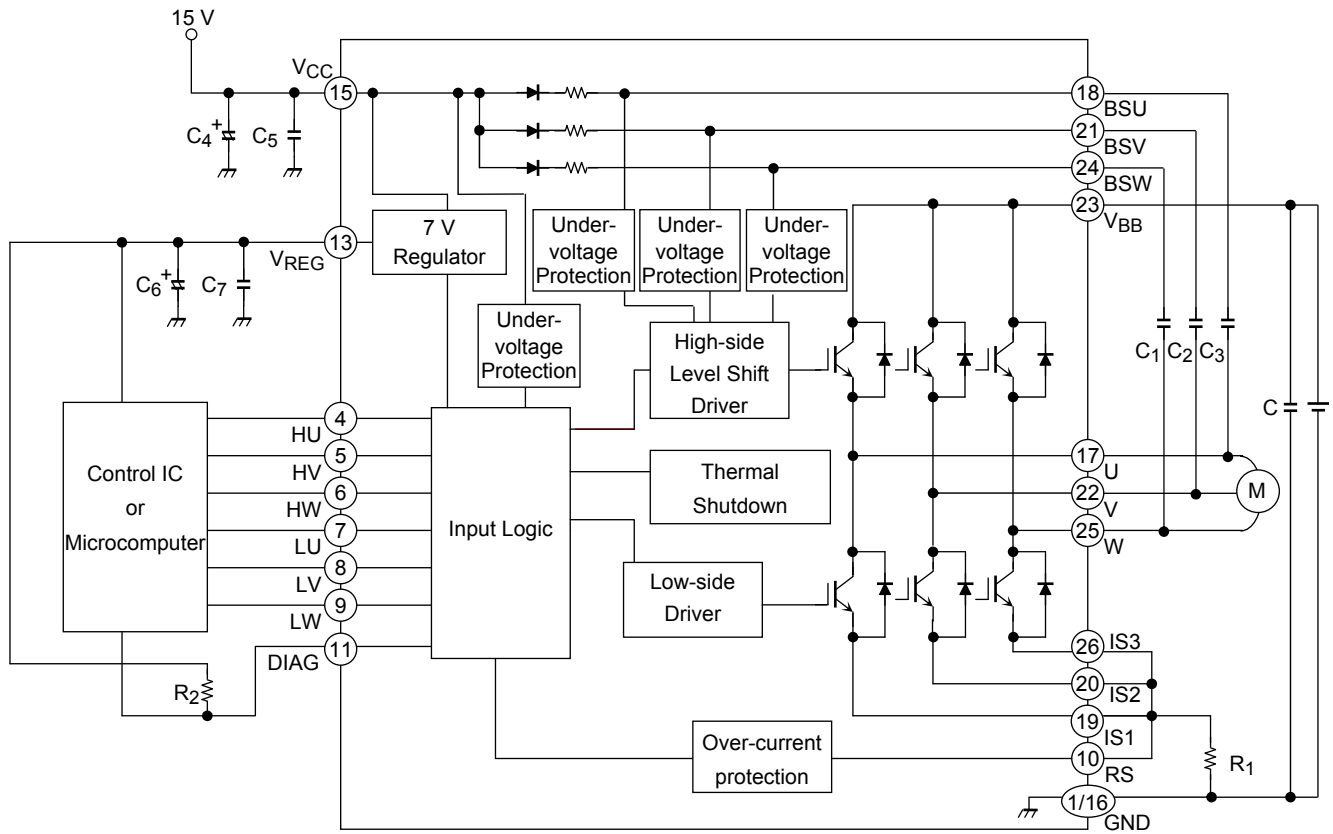 15 V
VCC
15
C4
+
C5
18
BSU
21
BSV
24
BSW
23
VBB
13
VREG
7 V
Regulator
C6
+
C7
Under-
voltage
Protection
Under-
voltage
Protection
Under-
voltage
Protection
Under-
voltage
Protection
High-side
Level Shift
Driver
C1
C2
C3
C
Control IC
or
Microcomputer
4
HU
5
HV
6
HW
7
LU
8
LV
9
LW
11
DIAG
R2
Input Logic
Thermal
Shutdown
Low-side
Driver
17
U
22
V
25
W
M
26
IS3
20
IS2
19
IS1
10
RS
R1
Over-current
protection
1/16
GND